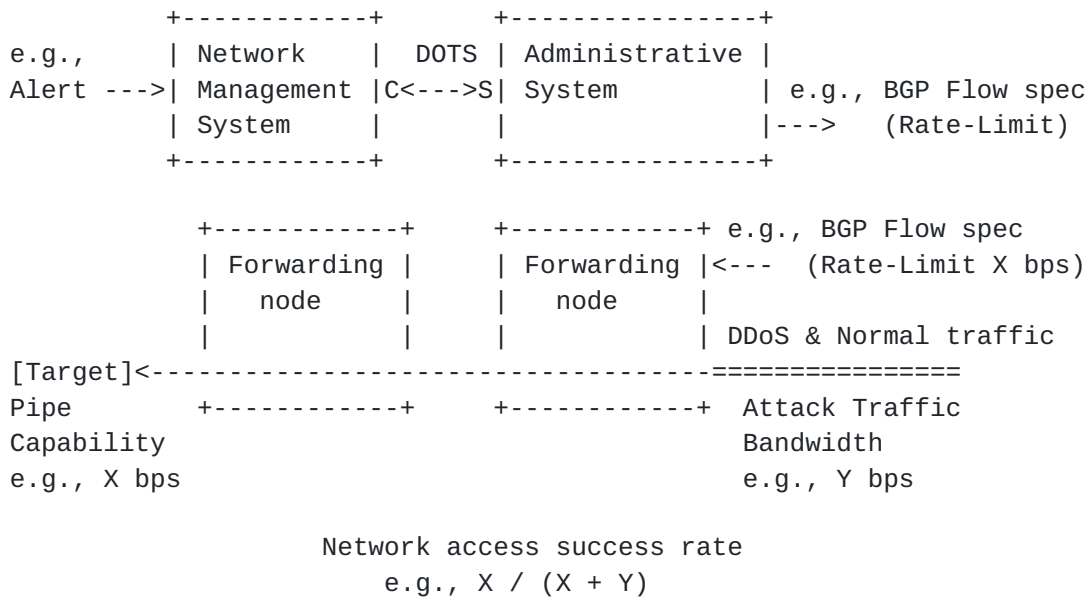 +------------+       +----------------+
e.g.,     | Network    |  DOTS | Administrative |
Alert --->| Management |C<--->S| System         | e.g., BGP Flow spec
          | System     |       |                |--->   (Rate-Limit)
          +------------+       +----------------+
            +------------+     +------------+ e.g., BGP Flow spec
            | Forwarding |     | Forwarding |<---  (Rate-Limit X bps)
            |   node     |     |   node     |
            |            |     |            | DDoS & Normal traffic
[Target]<------------------------------------================
Pipe        +------------+     +------------+  Attack Traffic
Capability                                     Bandwidth
e.g., X bps                                    e.g., Y bps
                    Network access success rate
                        e.g., X / (X + Y)